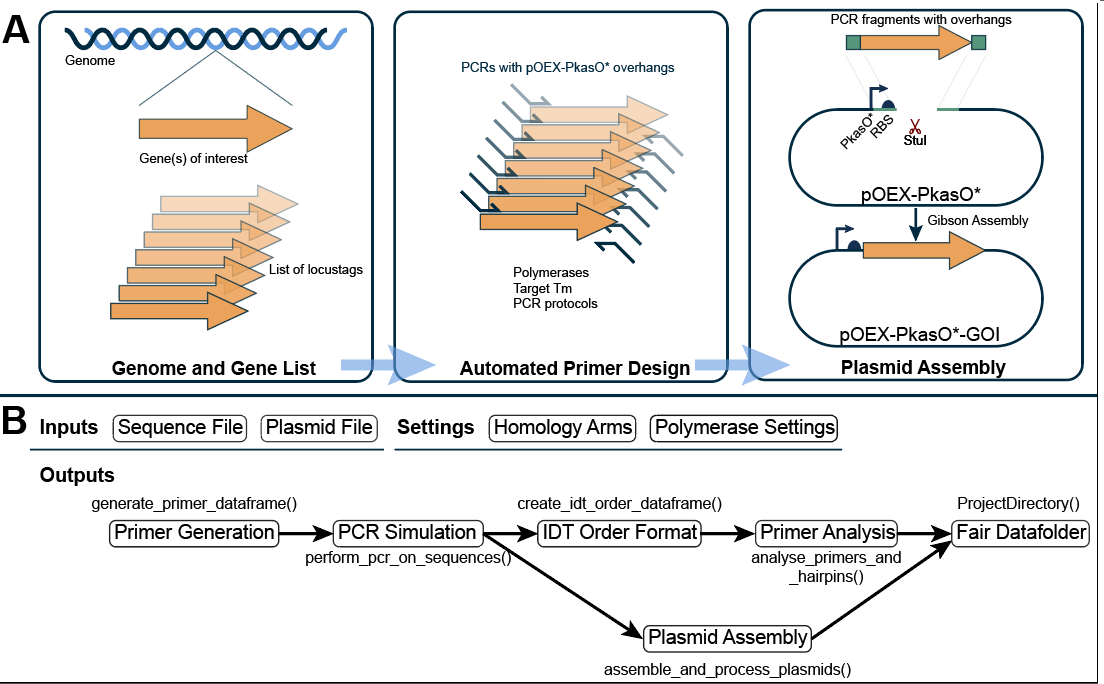 A
Genome
Gene(s) of interest
List of locustags
Genome and Gene List
PCRs with pOEX-PkasO* overhangs
Polymerases
Target Tm
PCR protocols
Automated Primer Design
PCR fragments with overhangs
PkasO*
RBS
StuI
pOEX-PkasO*
Gibson Assembly
pOEX-PkasO*-GOI
Plasmid Assembly
B
Inputs
Sequence File
Plasmid File
Settings
Homology Arms
Polymerase Settings
Outputs
generate_primer_dataframe()
Primer Generation
PCR Simulation
perform_pcr_on_sequences()
create_idt_order_dataframe()
IDT Order Format
Primer Analysis
analyse_primers_and
_hairpins()
ProjectDirectory()
Fair Datafolder
Plasmid Assembly
assemble_and_process_plasmids()